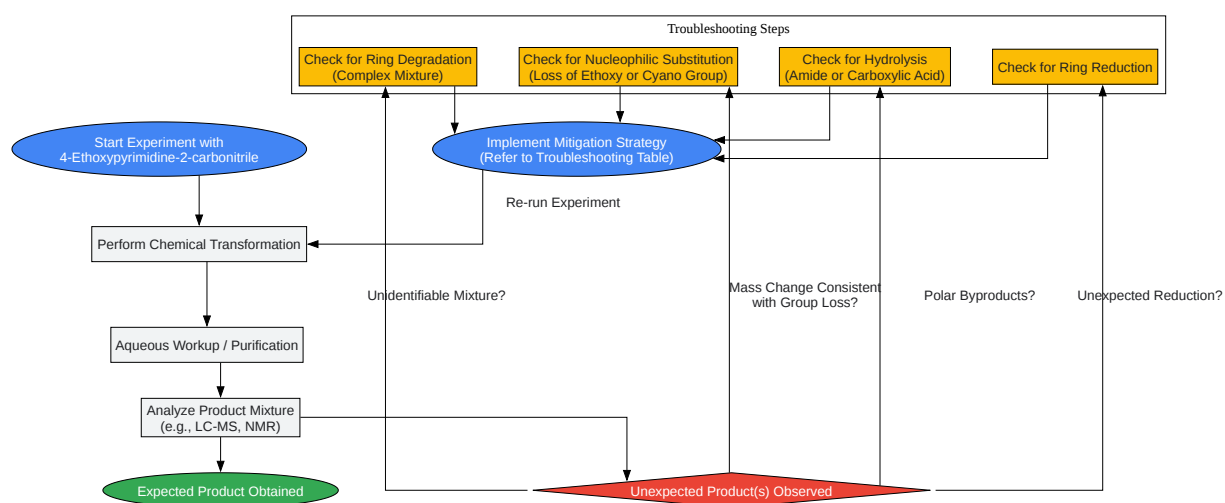 Troubleshooting Steps
Check for Ring Degradation
(Complex Mixture)
Check for Nucleophilic Substitution
(Loss of Ethoxy or Cyano Group)
Check for Hydrolysis
(Amide or Carboxylic Acid)
Check for Ring Reduction
Start Experiment with
4-Ethoxypyrimidine-2-carbonitrile
Implement Mitigation Strategy
(Refer to Troubleshooting Table)
Re-run Experiment
Perform Chemical Transformation
Unidentifiable Mixture?
Mass Change Consistent
with Group Loss?
Polar Byproducts?
Unexpected Reduction?
Aqueous Workup / Purification
Analyze Product Mixture
(e.g., LC-MS, NMR)
Expected Product Obtained
Unexpected Product(s) Observed